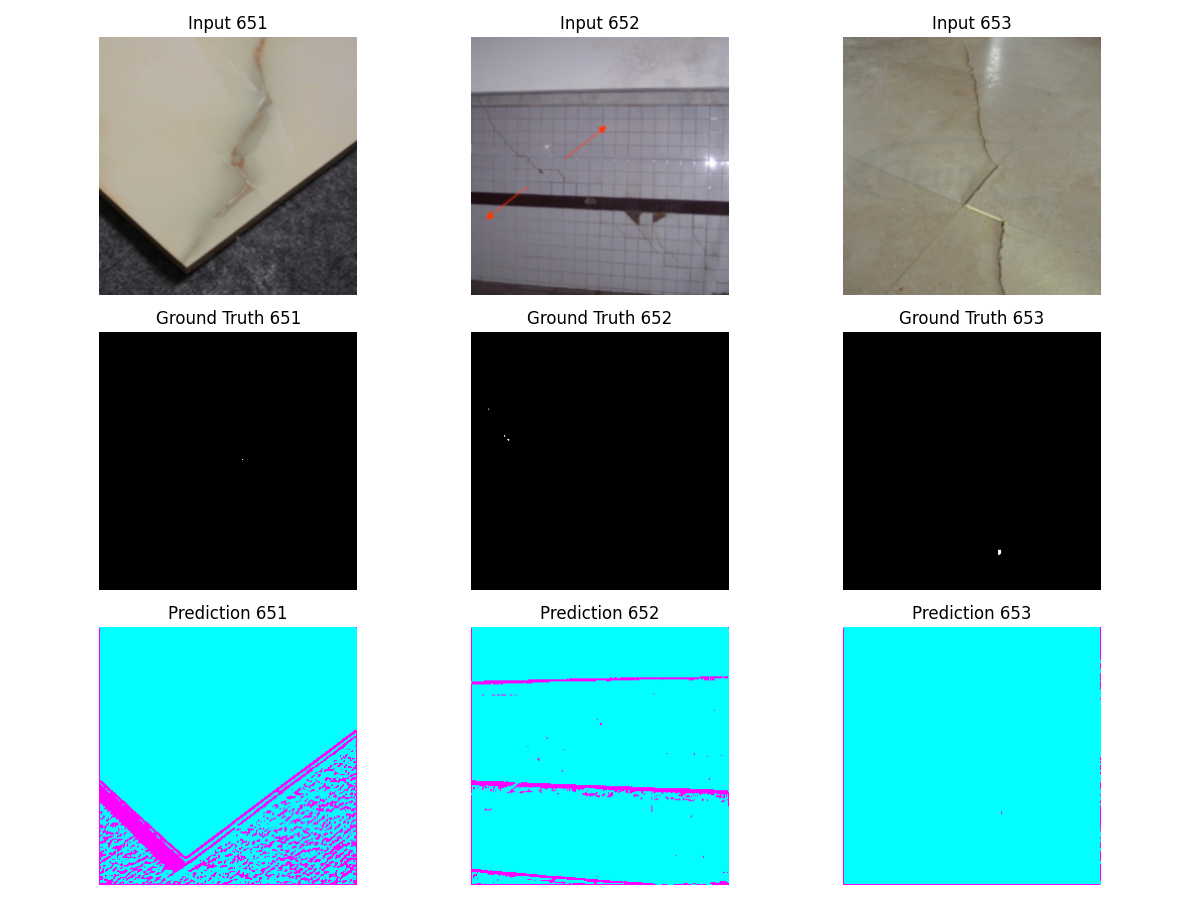 Input 651
Input 652
Input 653
Ground Truth 651
Ground Truth 652
Ground Truth 653
Prediction 651
Prediction 652
Prediction 653